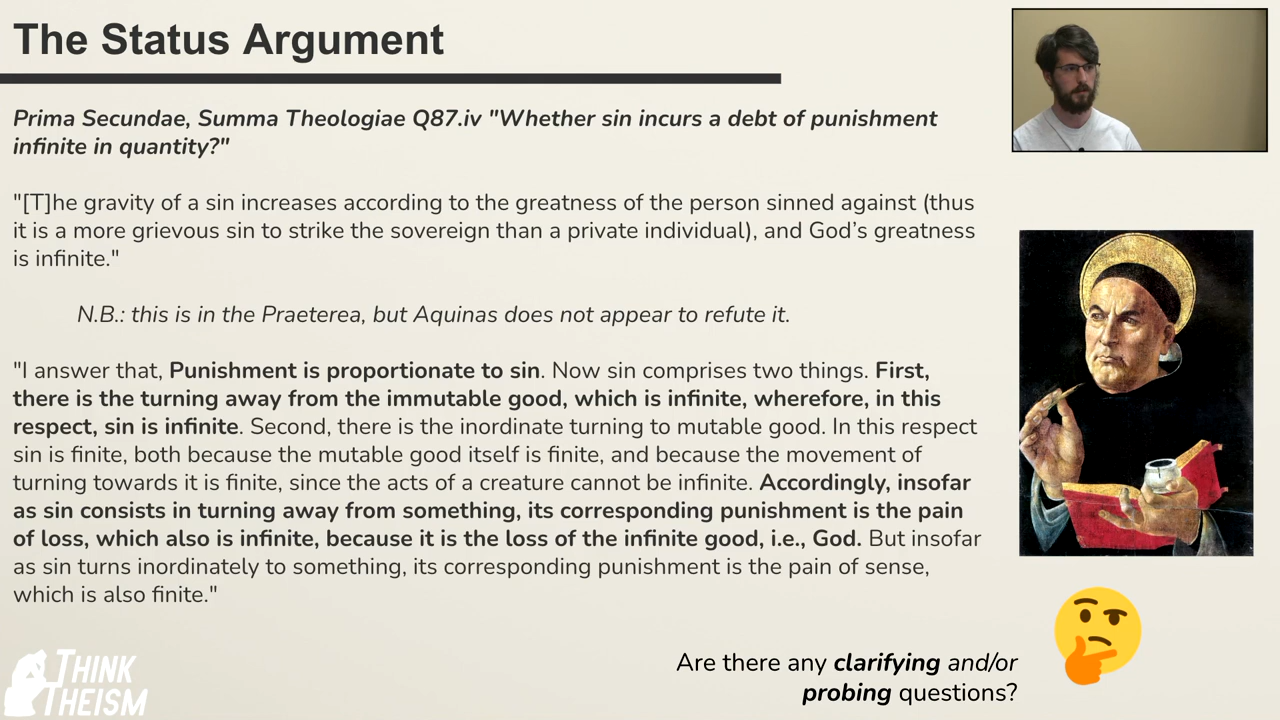 The Status Argument
Prima Secundae, Summa Theologiae Q87.iv "Whether sin incurs a debt of punishment
infinite in quantity?"
"[T]he gravity of a sin increases according to the greatness of the person sinned against (thus
it is a more grievous sin to strike the sovereign than a private individual), and God’s greatness
is infinite."
N.B.: this is in the Praeterea, but Aquinas does not appear to refute it.
"I answer that, Punishment is proportionate to sin. Now sin comprises two things. First,
there is the turning away from the immutable good, which is infinite, wherefore, in this
respect, sin is infinite. Second, there is the inordinate turning to mutable good. In this respect
sin is finite, both because the mutable good itself is finite, and because the movement of
turning towards it is finite, since the acts of a creature cannot be infinite. Accordingly, insofar
as sin consists in turning away from something, its corresponding punishment is the pain
of loss, which also is infinite, because it is the loss of the infinite good, i.e., God. But insofar
as sin turns inordinately to something, its corresponding punishment is the pain of sense,
which is also finite."
Are there any clarifying and/or
probing questions?
THINK
THEISM